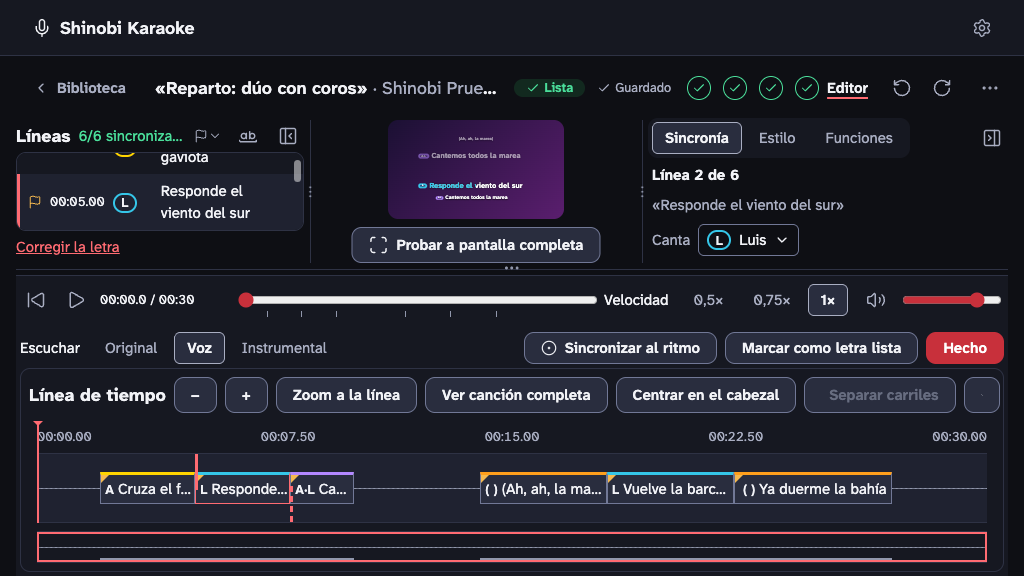 Shinobi Karaoke
Biblioteca
«Reparto: dúo con coros» · Shinobi Prue...
Lista
Guardado
Editor
Líneas 6/6 sincroniza...
ab
gaviota
00:05.00 L Responde el
viento del sur
Corregir la letra
(Ah, ah, la marea)
Cantemos todos la marea
Responde el viento del sur
Cantemos todos la marea
Probar a pantalla completa
Sincronía Estilo Funciones
Línea 2 de 6
«Responde el viento del sur»
Canta L Luis
00:00.0 / 00:30
Velocidad 0,5× 0,75× 1×
Escuchar Original Voz Instrumental
Sincronizar al ritmo
Marcar como letra lista
Hecho
Línea de tiempo − + Zoom a la línea Ver canción completa Centrar en el cabezal Separar carriles
00:00.00 00:07.50 00:15.00 00:22.50 00:30.00
A Cruza el f... L Responde... A·L Ca... ( ) (Ah, ah, la ma... L Vuelve la barc... ( ) Ya duerme la bahía